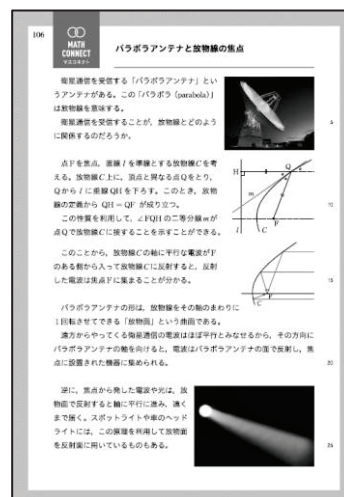 106
MATH
CONNECT
マスコネクト
パラボラアンテナと放物線の焦点
衛星通信を受信する「パラボラアンテナ」とい
うアンテナがある。この「パラボラ(parabola)」
は放物線を意味する。
衛星通信を受信することが,放物線とどのよう
に関係するのだろうか。
5
点Fを焦点,直線lを準線とする放物線Cを考
える。放物線C上に,頂点と異なる点Qをとり,
Qからlに垂線QHを下ろす。このとき,放物
線の定義から QH=QF が成り立つ。
この性質を利用して,∠FQHの二等分線mが
点Qで放物線Cに接することを示すことができる。
H
Q
m
F
l
C
10
このことから,放物線Cの軸に平行な電波がF
のある側から入って放物線Cに反射すると,反射
した電波は焦点Fに集まることが分かる。
F
C
15
パラボラアンテナの形は,放物線をその軸のまわりに
1回転させてできる「放物面」という曲面である。
遠方からやってくる衛星通信の電波はほぼ平行とみなせるから,その方向に
パラボラアンテナの軸を向けると,電波はパラボラアンテナの面で反射し,焦
点に設置された機器に集められる。
20
逆に,焦点から発した電波や光は,放
物面で反射すると軸に平行に進み,遠く
まで届く。スポットライトや車のヘッド
ライトには,この原理を利用して放物面
を反射面に用いているものもある。
25